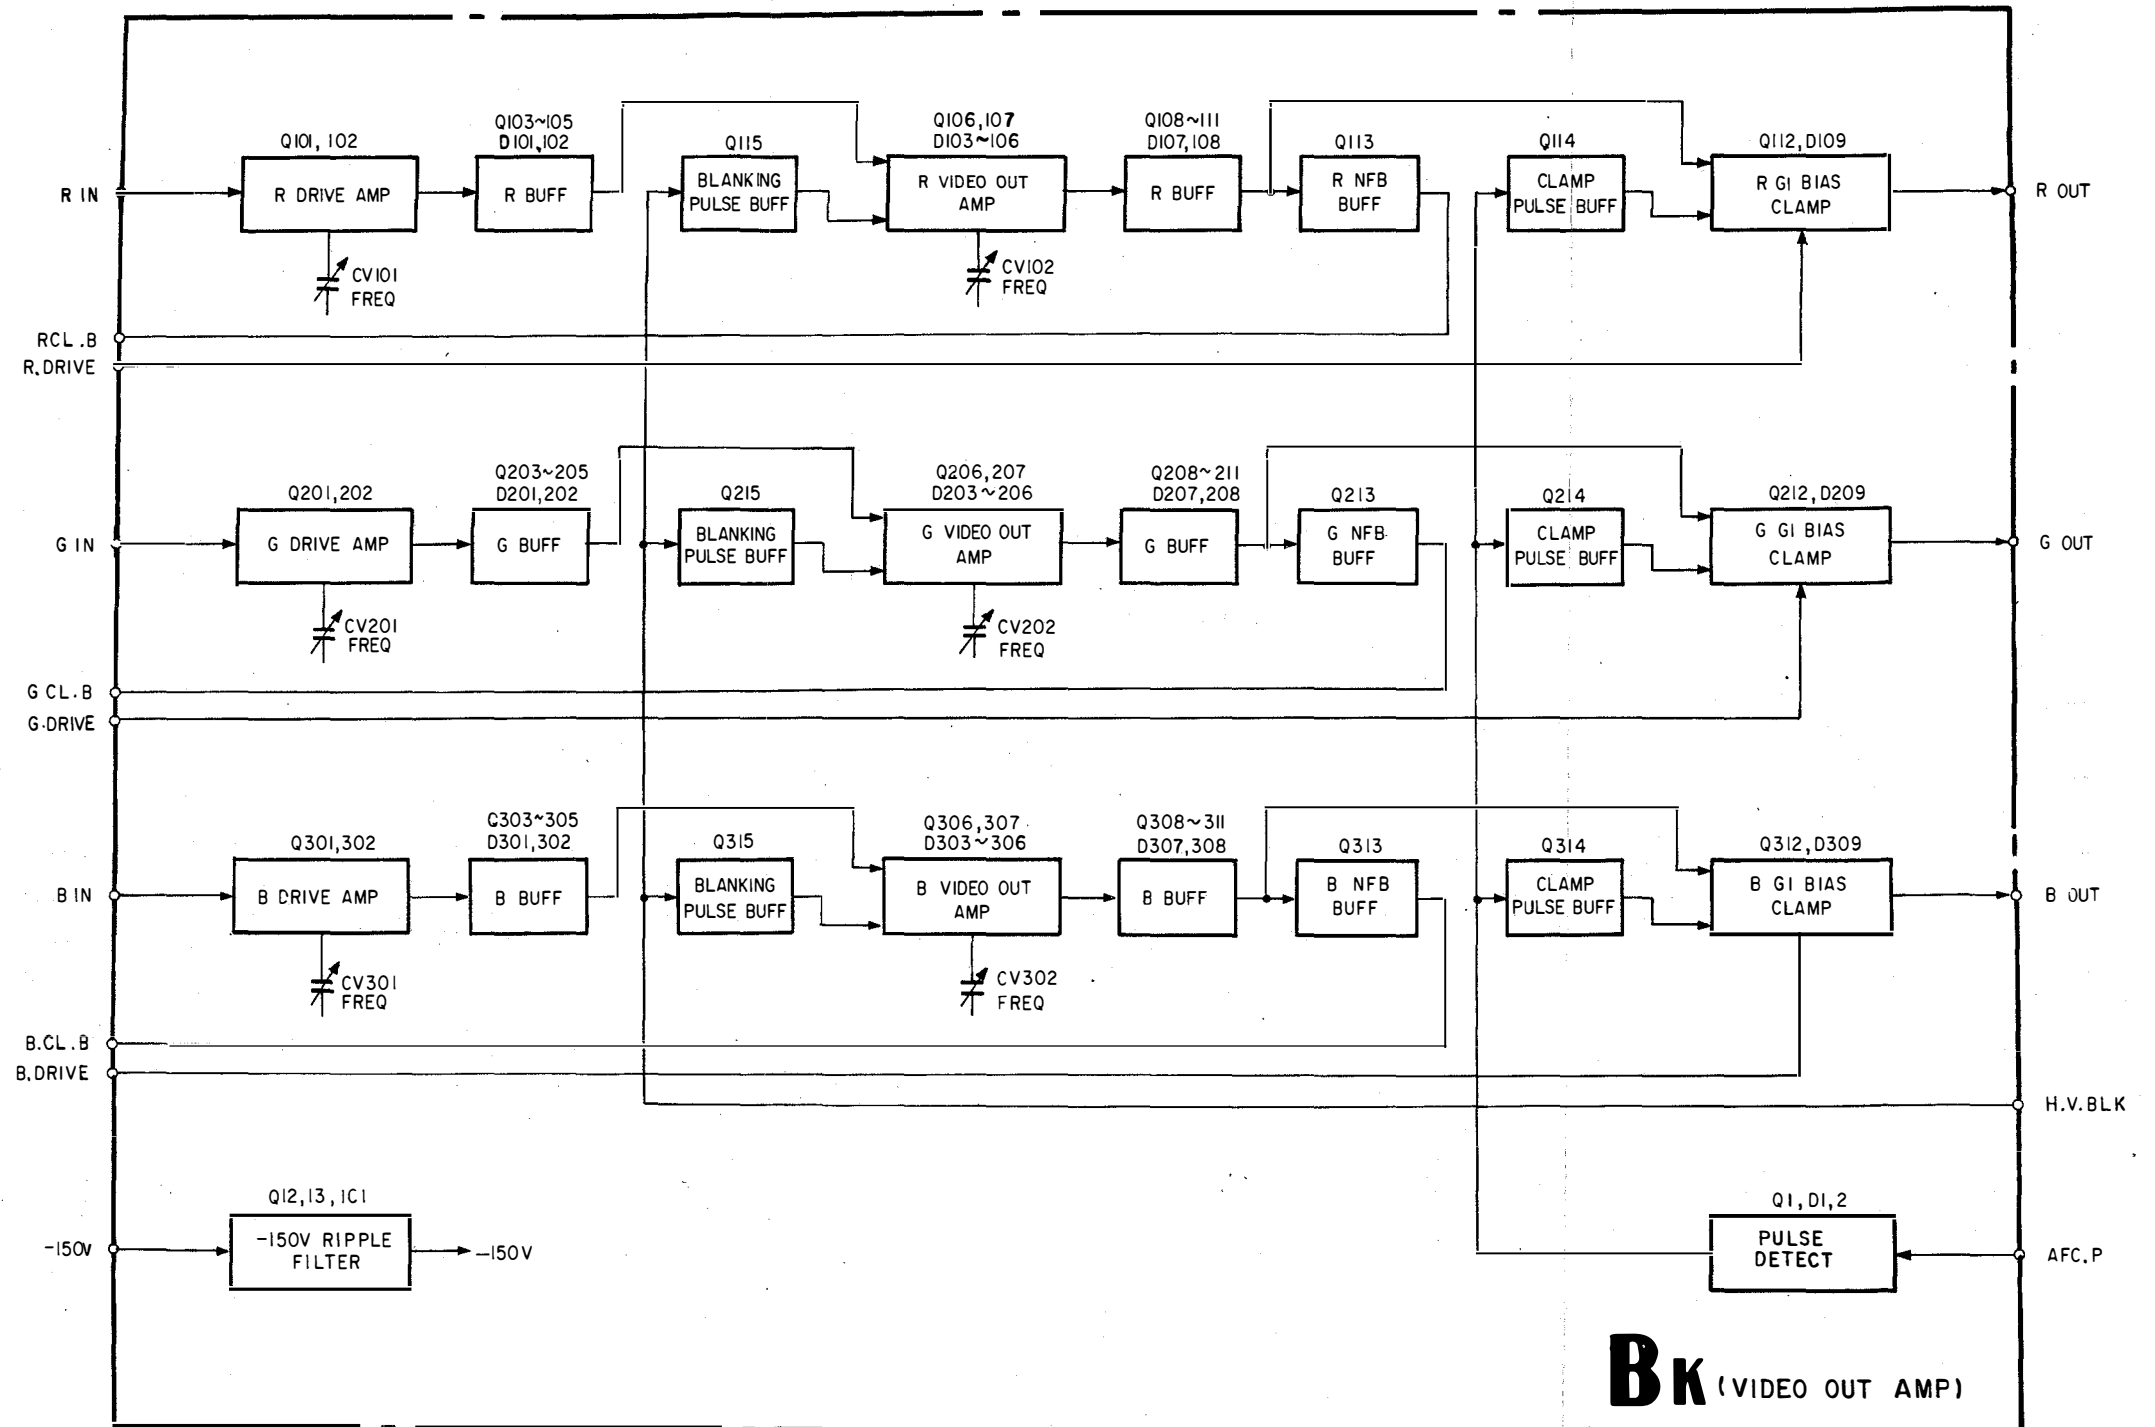 Q101, 102
Q103~105
D101,102
Q115
Q106,107
D103~106
Q108~111
D107,108
Q113
Q114
Q112,D109
R IN
R DRIVE AMP
R BUFF
BLANKING
PULSE BUFF
R VIDEO OUT
AMP
R BUFF
R NFB
BUFF
CLAMP
PULSE BUFF
R G1 BIAS
CLAMP
R OUT
CV101
FREQ
CV102
FREQ
RCL.B
R.DRIVE
Q201,202
Q203~205
D201,202
Q215
Q206,207
D203~206
Q208~211
D207,208
Q213
Q214
Q212,D209
G IN
G DRIVE AMP
G BUFF
BLANKING
PULSE BUFF
G VIDEO OUT
AMP
G BUFF
G NFB
BUFF
CLAMP
PULSE BUFF
G G1 BIAS
CLAMP
G OUT
CV201
FREQ
CV202
FREQ
G CL.B
G.DRIVE
Q301,302
Q303~305
D301,302
Q315
Q306,307
D303~306
Q308~311
D307,308
Q313
Q314
Q312,D309
B IN
B DRIVE AMP
B BUFF
BLANKING
PULSE BUFF
B VIDEO OUT
AMP
B BUFF
B NFB
BUFF
CLAMP
PULSE BUFF
B G1 BIAS
CLAMP
B OUT
CV301
FREQ
CV302
FREQ
B.CL.B
B.DRIVE
H.V.BLK
Q12,13,IC1
-150V
-150V RIPPLE
FILTER
-150V
Q1,D1,2
PULSE
DETECT
AFC.P
BK (VIDEO OUT AMP)